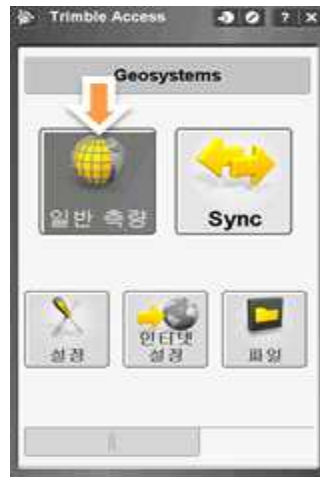 Trimble Access
? X
Geosystems
일반 측량
Sync
설정
인터넷
설정
파일